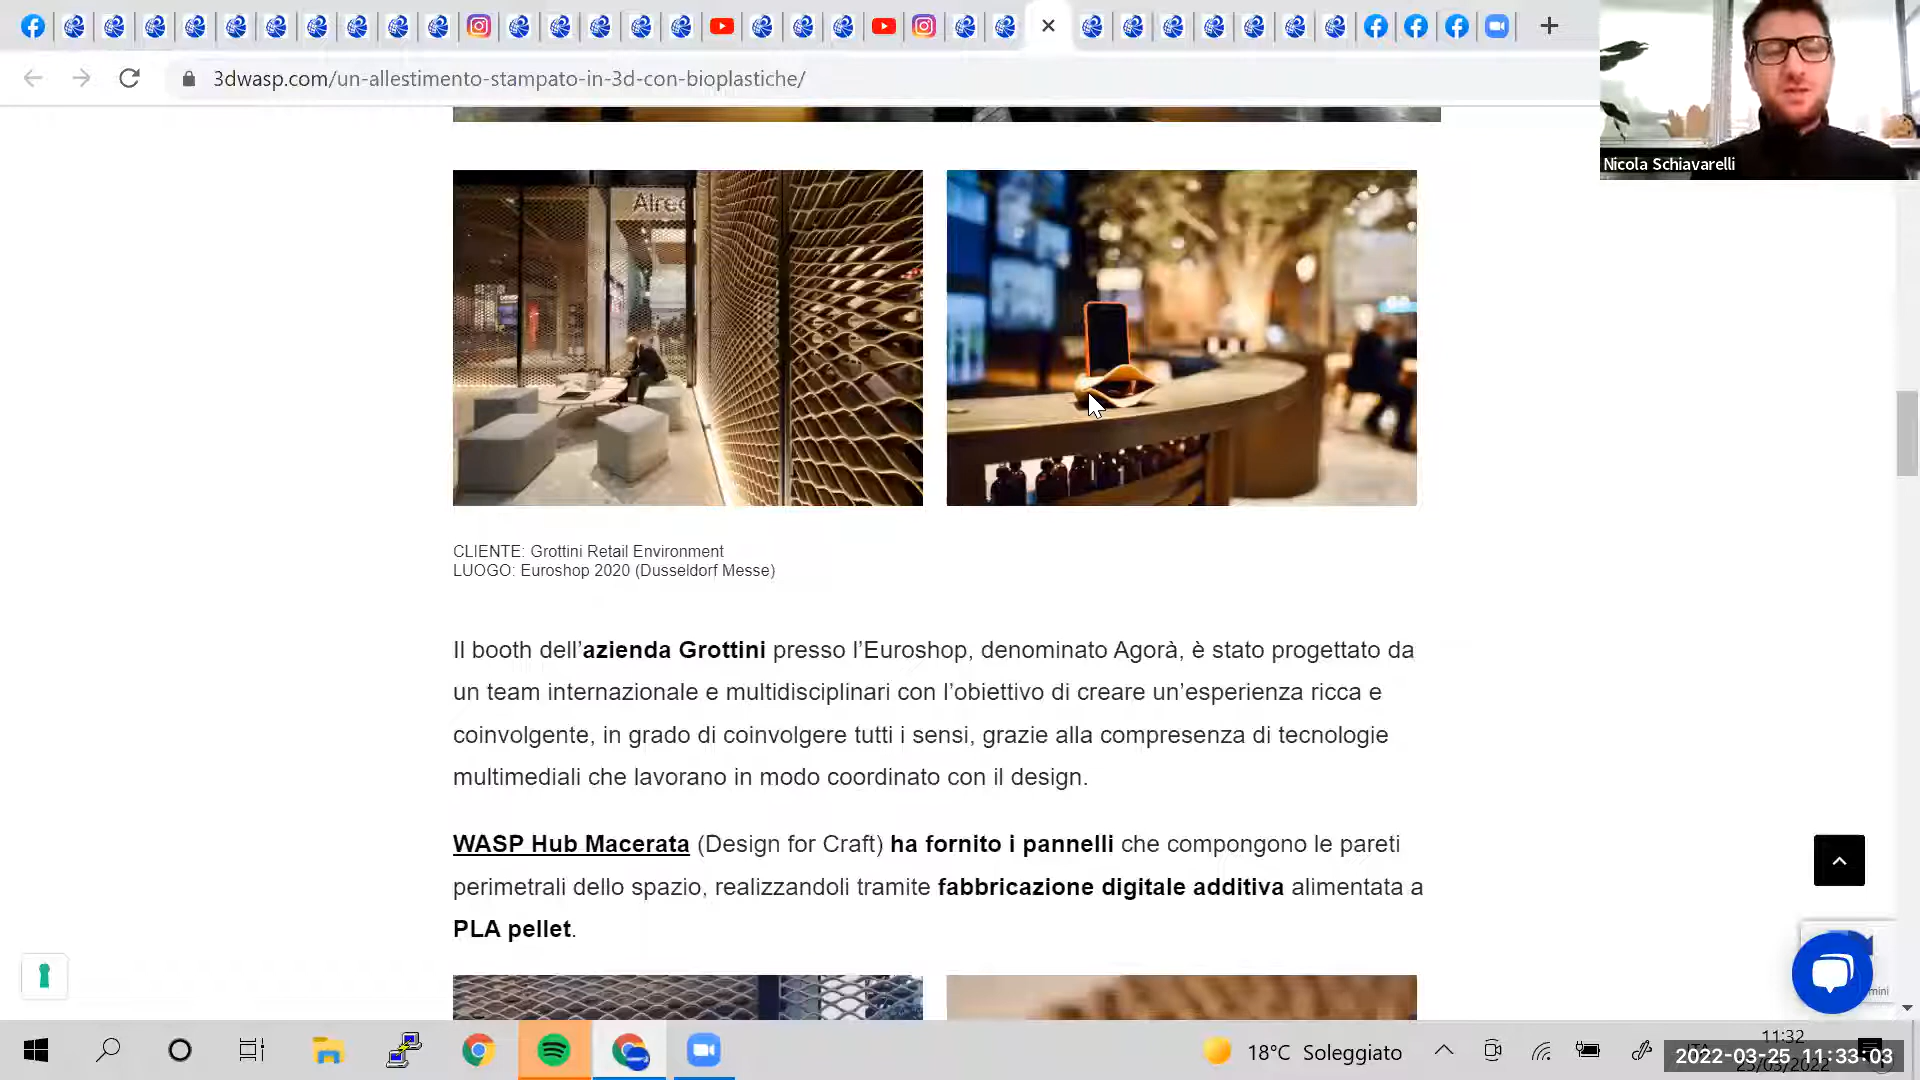 3dwasp.com/un-allestimento-stampato-in-3d-con-bioplastiche/
Nicola Schiavarelli
CLIENTE: Grottini Retail Environment
LUOGO: Euroshop 2020 (Dusseldorf Messe)
Il booth dell’azienda Grottini presso l’Euroshop, denominato Agorà, è stato progettato da
un team internazionale e multidisciplinari con l’obiettivo di creare un’esperienza ricca e
coinvolgente, in grado di coinvolgere tutti i sensi, grazie alla compresenza di tecnologie
multimediali che lavorano in modo coordinato con il design.
WASP Hub Macerata (Design for Craft) ha fornito i pannelli che compongono le pareti
perimetrali dello spazio, realizzandoli tramite fabbricazione digitale additiva alimentata a
PLA pellet.
18°C Soleggiato
11:32
2022-03-25 11:33:03